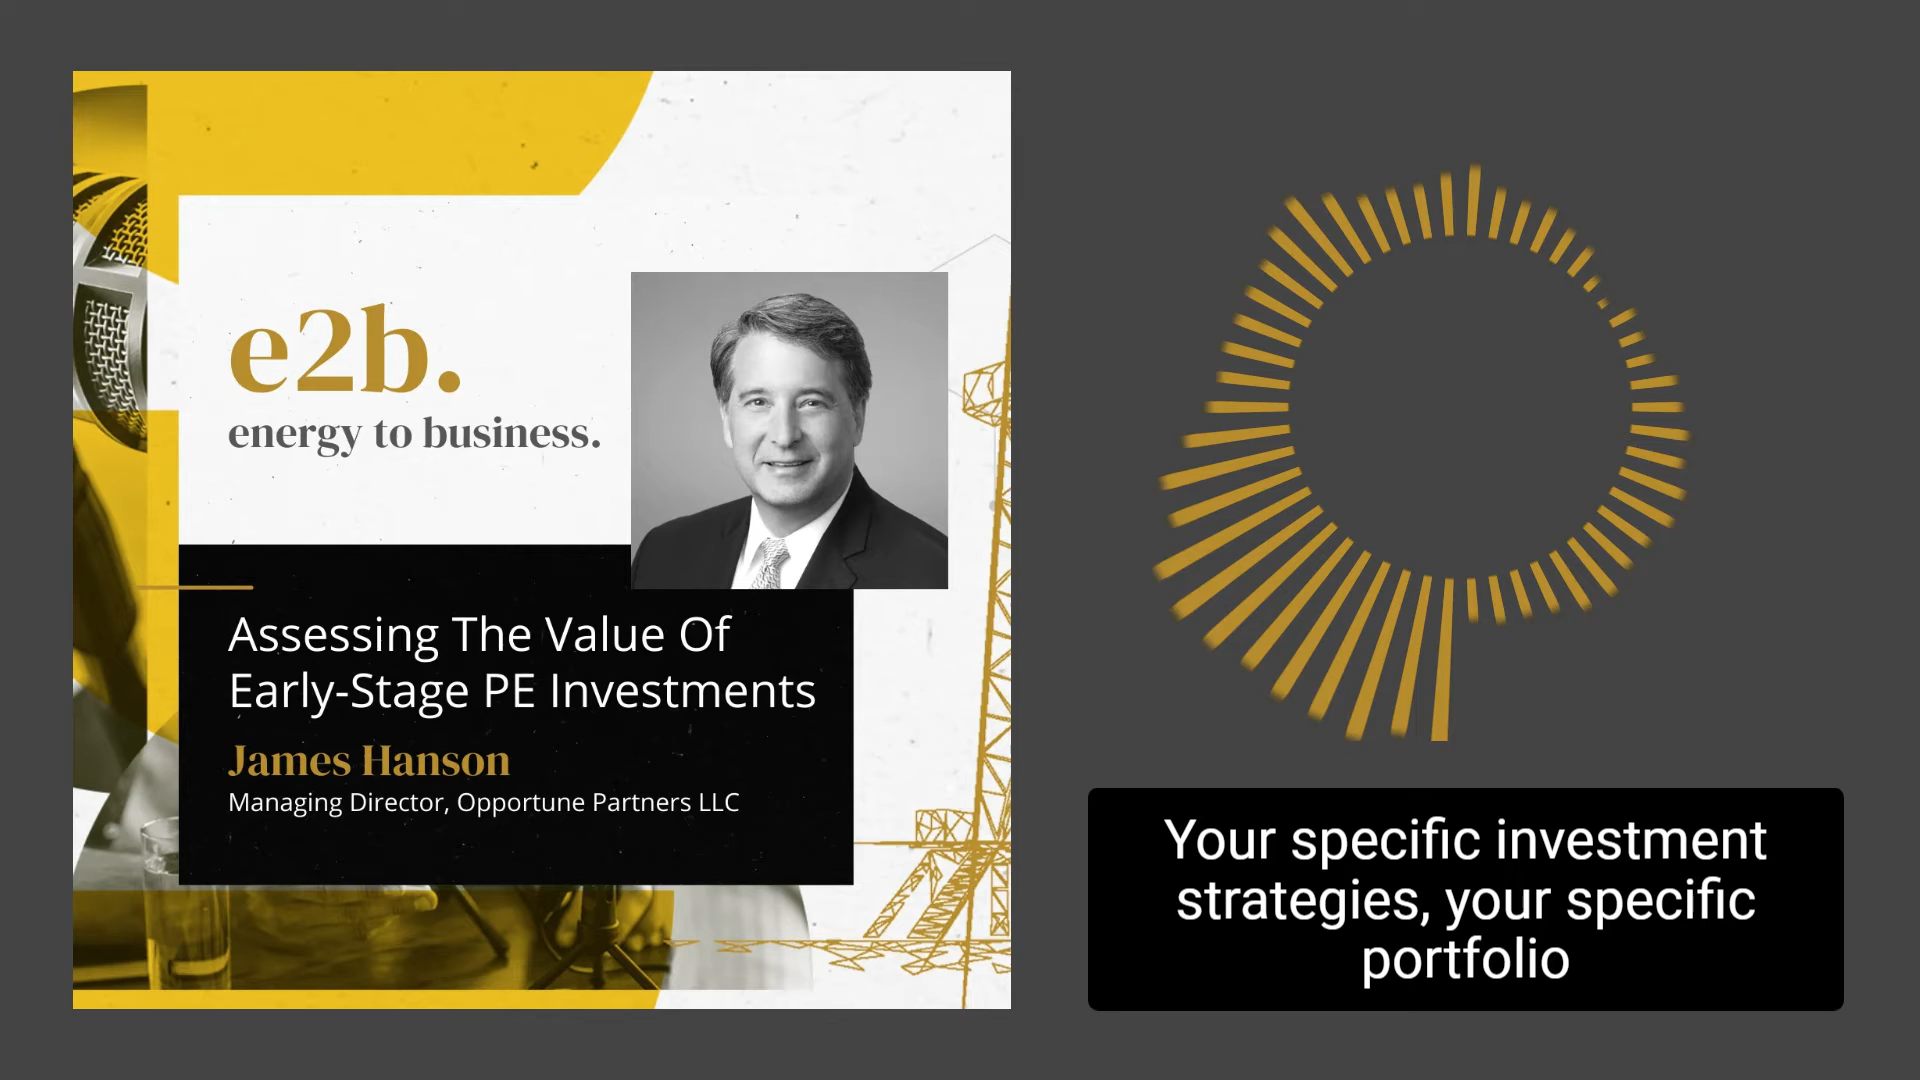 e2b.
energy to business.
Assessing The Value Of
Early-Stage PE Investments
James Hanson
Managing Director, Opportune Partners LLC
Your specific investment
strategies, your specific
portfolio